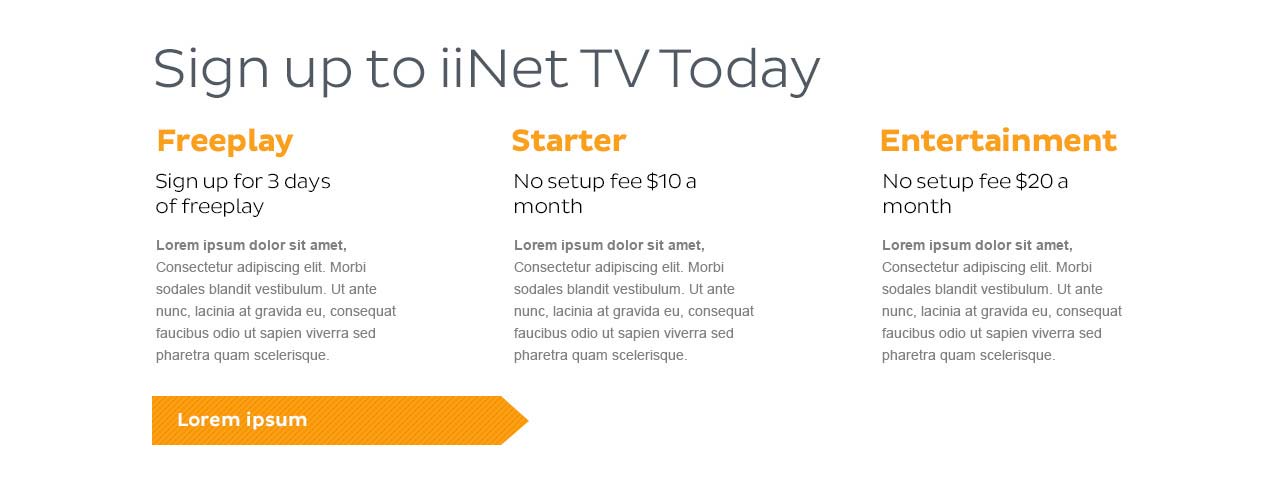 Sign up to iiNet TV Today
Freeplay
Sign up for 3 days
of freeplay
Lorem ipsum dolor sit amet,
Consectetur adipiscing elit. Morbi
sodales blandit vestibulum. Ut ante
nunc, lacinia at gravida eu, consequat
faucibus odio ut sapien viverra sed
pharetra quam scelerisque.
Starter
No setup fee $10 a
month
Lorem ipsum dolor sit amet,
Consectetur adipiscing elit. Morbi
sodales blandit vestibulum. Ut ante
nunc, lacinia at gravida eu, consequat
faucibus odio ut sapien viverra sed
pharetra quam scelerisque.
Entertainment
No setup fee $20 a
month
Lorem ipsum dolor sit amet,
Consectetur adipiscing elit. Morbi
sodales blandit vestibulum. Ut ante
nunc, lacinia at gravida eu, consequat
faucibus odio ut sapien viverra sed
pharetra quam scelerisque.
Lorem ipsum